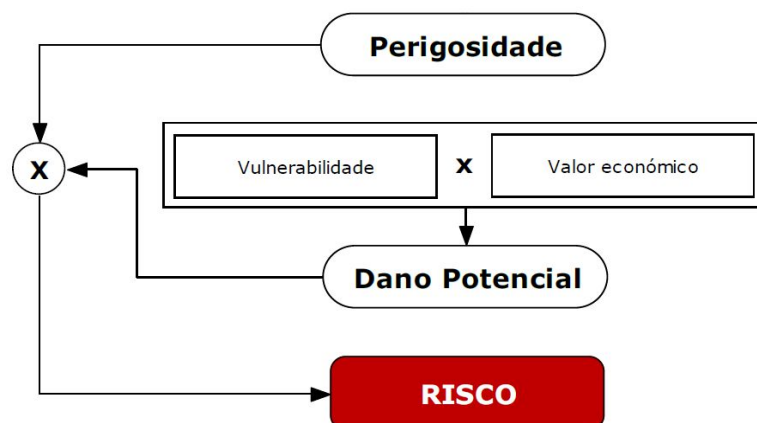 Perigosidade
X
Vulnerabilidade x Valor económico
Dano Potencial
RISCO